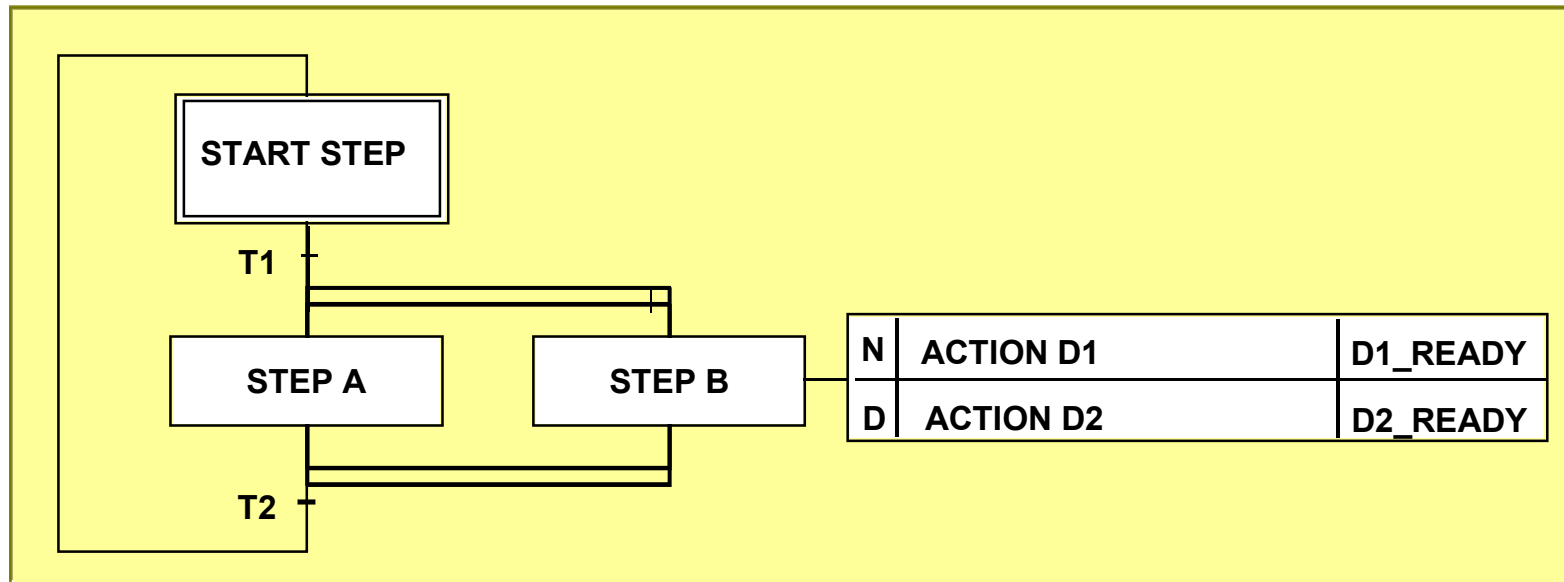 START STEP
T1
STEP A
STEP B
N ACTION D1 D1_READY
D ACTION D2 D2_READY
T2